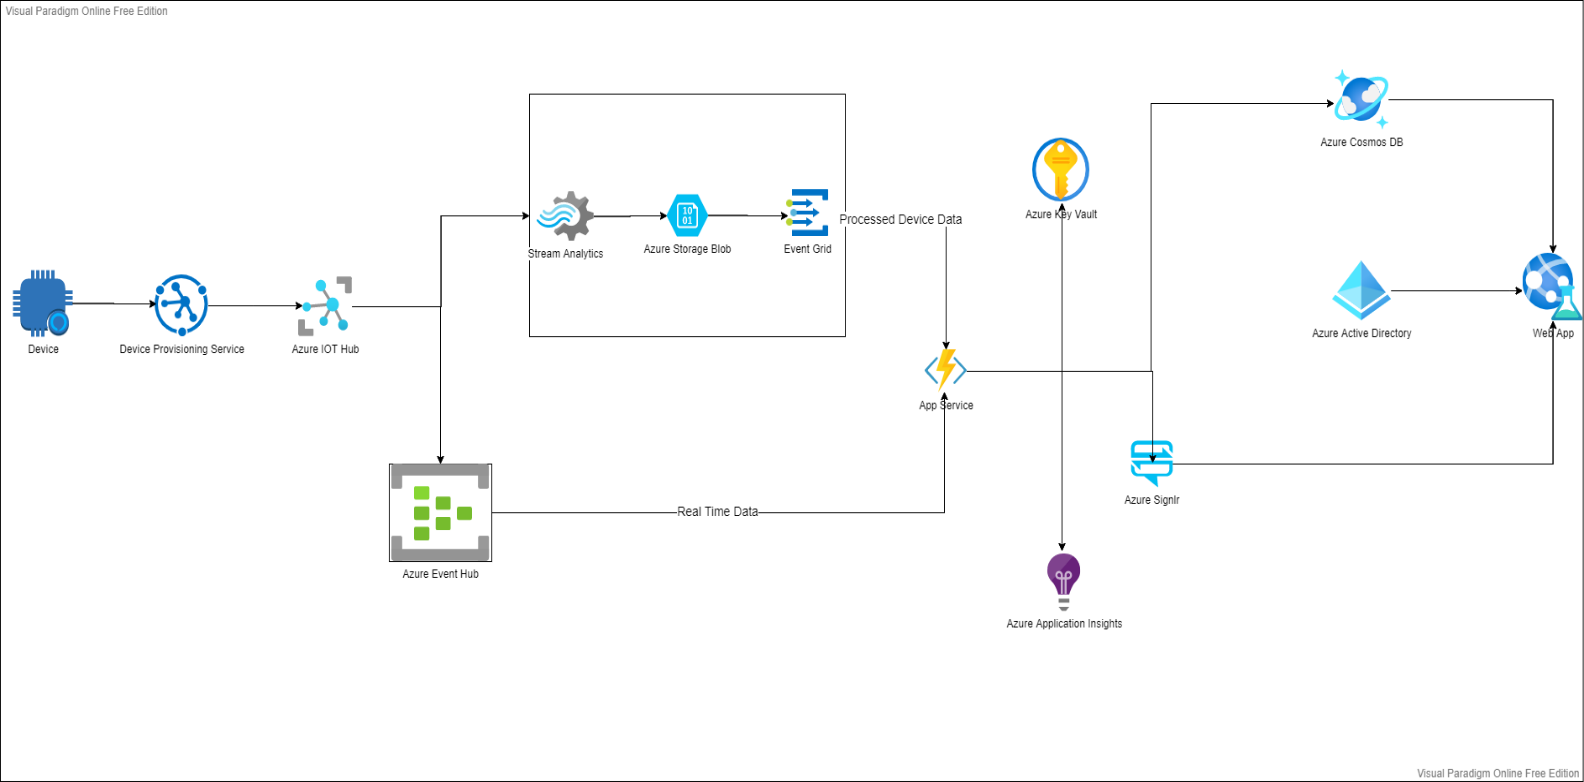 Visual Paradigm Online Free Edition
Azure Cosmos DB
Azure Key Vault
Processed Device Data
Stream Analytics
Azure Storage Blob
Event Grid
Device
Device Provisioning Service
Azure IOT Hub
Azure Active Directory
Web App
App Service
Azure Signlr
Real Time Data
Azure Event Hub
Azure Application Insights
10
01
Visual Paradigm Online Free Edition